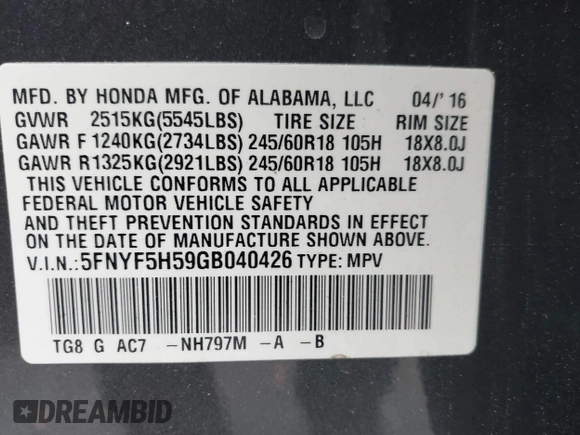 MFD. BY HONDA MFG. OF ALABAMA, LLC 04/'16
GVWR 2515KG(5545LBS) TIRE SIZE RIM SIZE
GAWR F 1240KG(2734LBS) 245/60R18 105H 18X8.0J
GAWR R1325KG(2921LBS) 245/60R18 105H 18X8.0J
THIS VEHICLE CONFORMS TO ALL APPLICABLE
FEDERAL MOTOR VEHICLE SAFETY
AND THEFT PREVENTION STANDARDS IN EFFECT
ON THE DATE OF MANUFACTURE SHOWN ABOVE.
V.I.N.:5FNYF5H59GB040426 TYPE: MPV
TG8 G AC7 -NH797M -A -B
DREAMBID